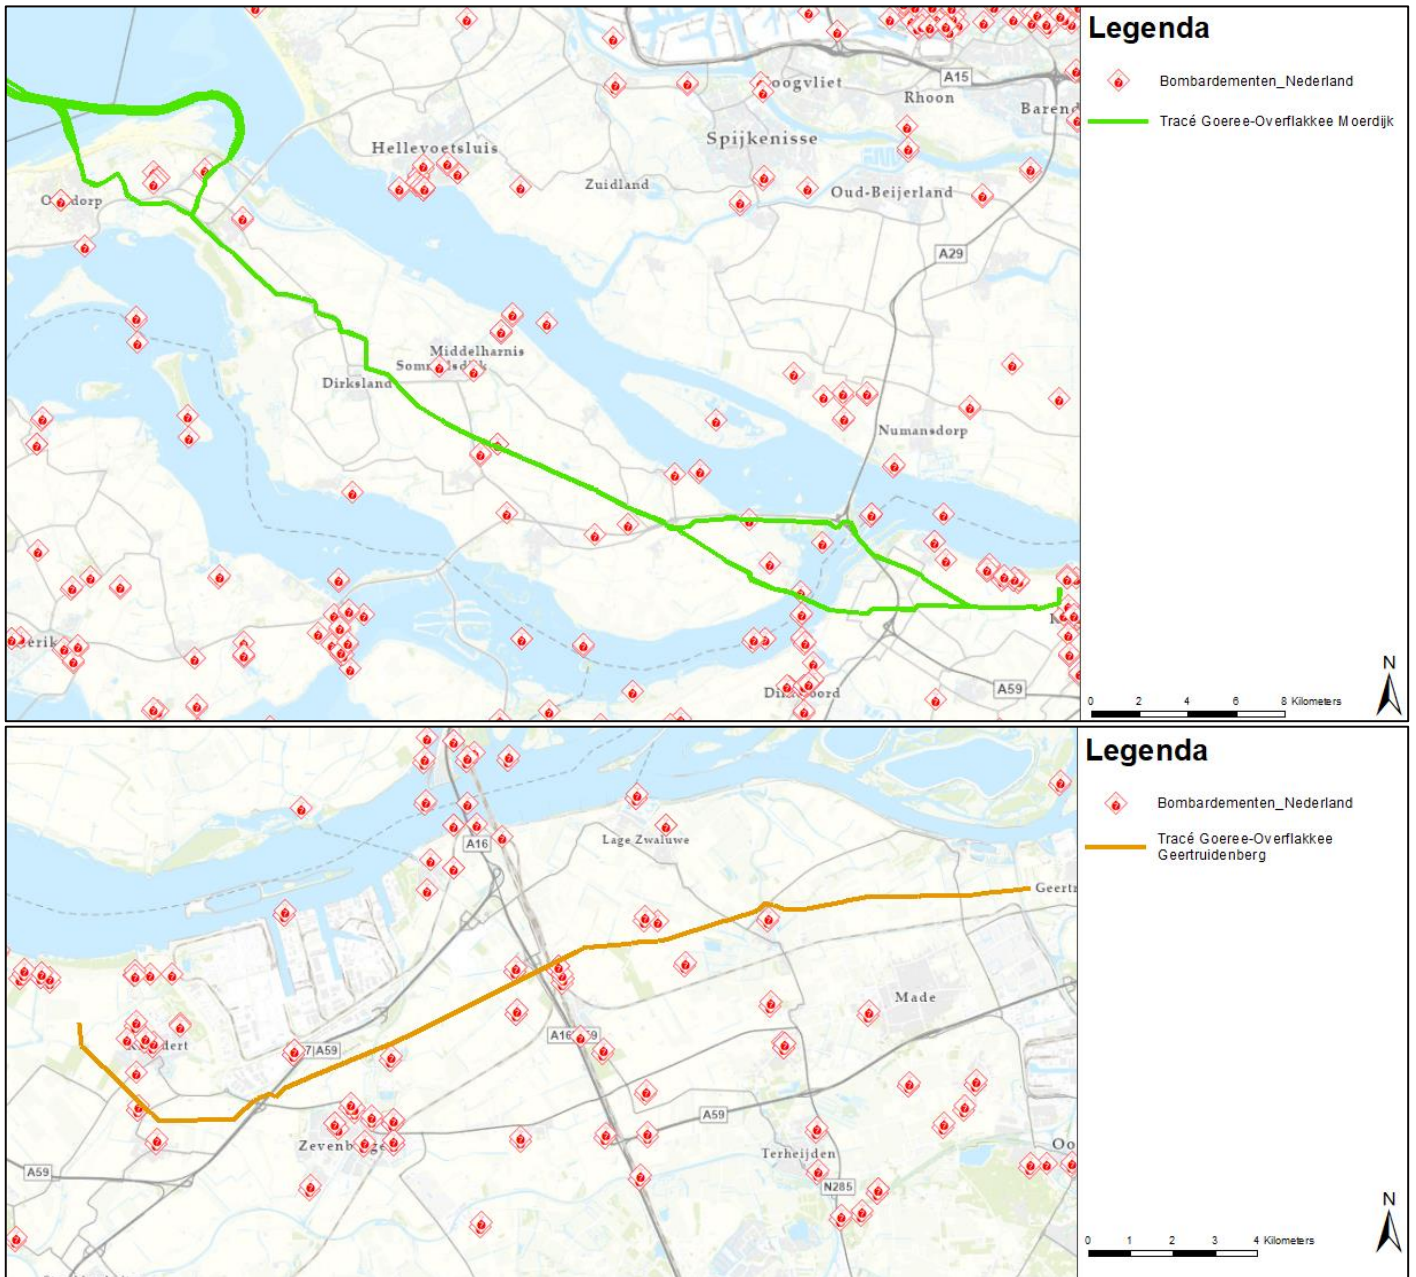 Legenda
Bombardementen_Nederland
Tracé Goeree-Overflakkee Moerdijk
A15
Rhoon
Spijkenisse
Hellevoetsluis
Zuidland
Oud-Beijerland
A29
Middelharnis
Dirksland
Numansdorp
A59
N
0 2 4 6 8 Kilometers
Legenda
Bombardementen_Nederland
Tracé Goeree-Overflakkee
Geertruidenberg
A16
Lage Zwaluwe
Made
A59
Terheijden
A59
N285
N
0 1 2 3 4 Kilometers